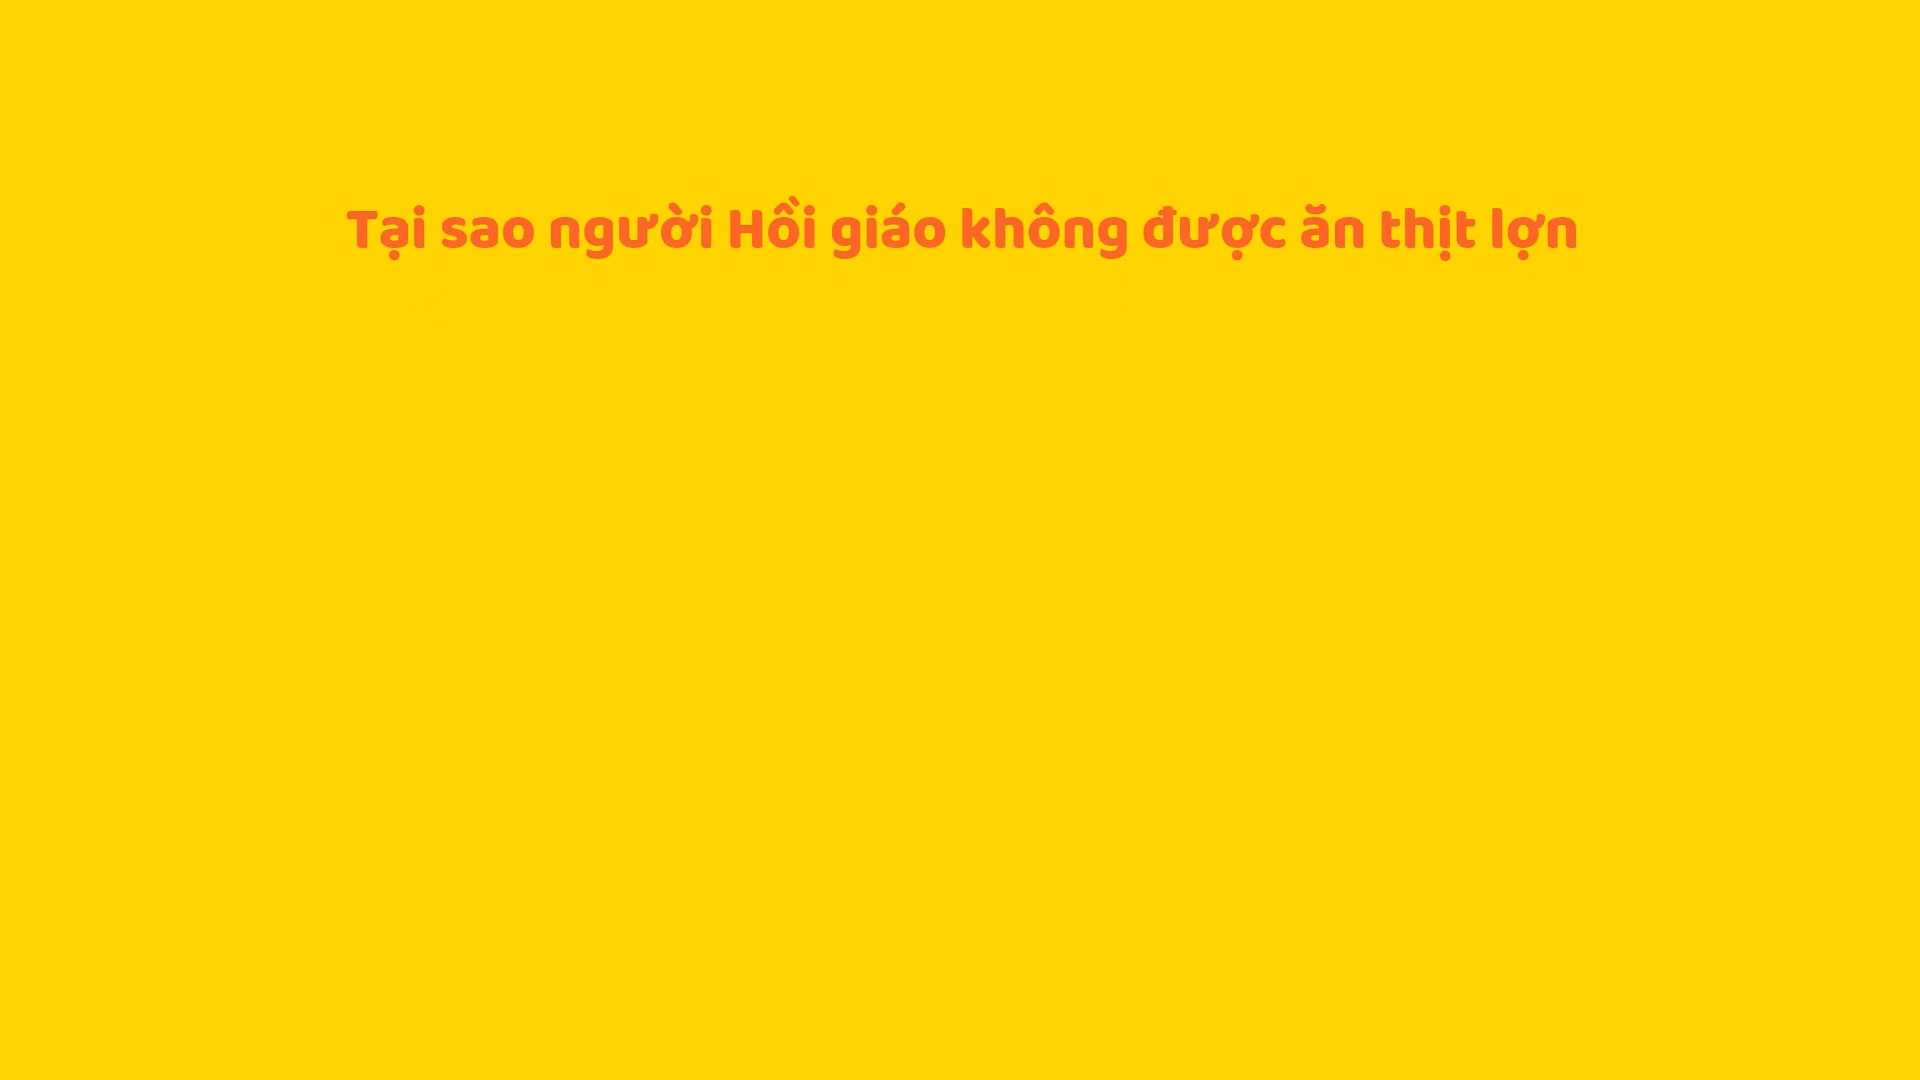 Tại sao người Hồi giáo không được ăn thịt lợn